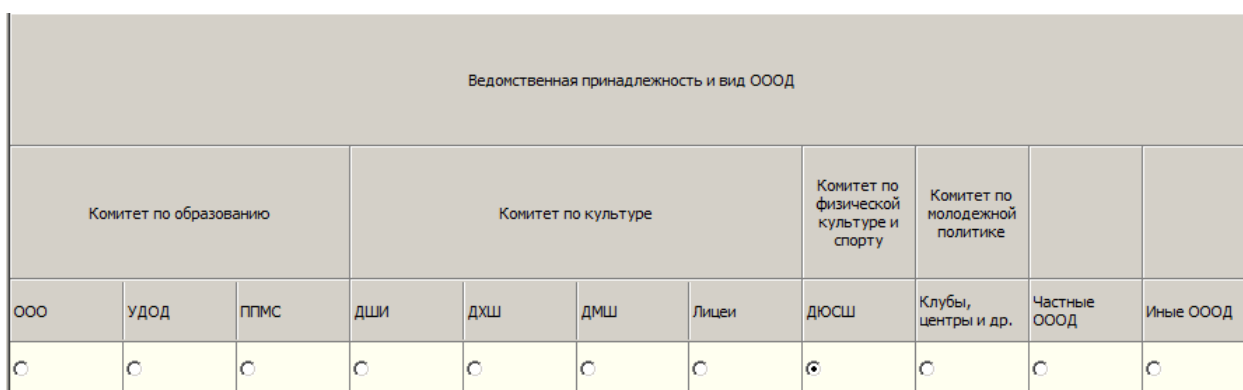 Ведомственная принадлежность и вид ОООД
Комитет по образованию
Комитет по культуре
Комитет по
физической
культуре и
спорту
Комитет по
молодежной
политике
ООО
УДОД
ППМС
ДШИ
ДХШ
ДМШ
Лицеи
ДЮСШ
Клубы,
центры и др.
Частные
ОООД
Иные ОООД